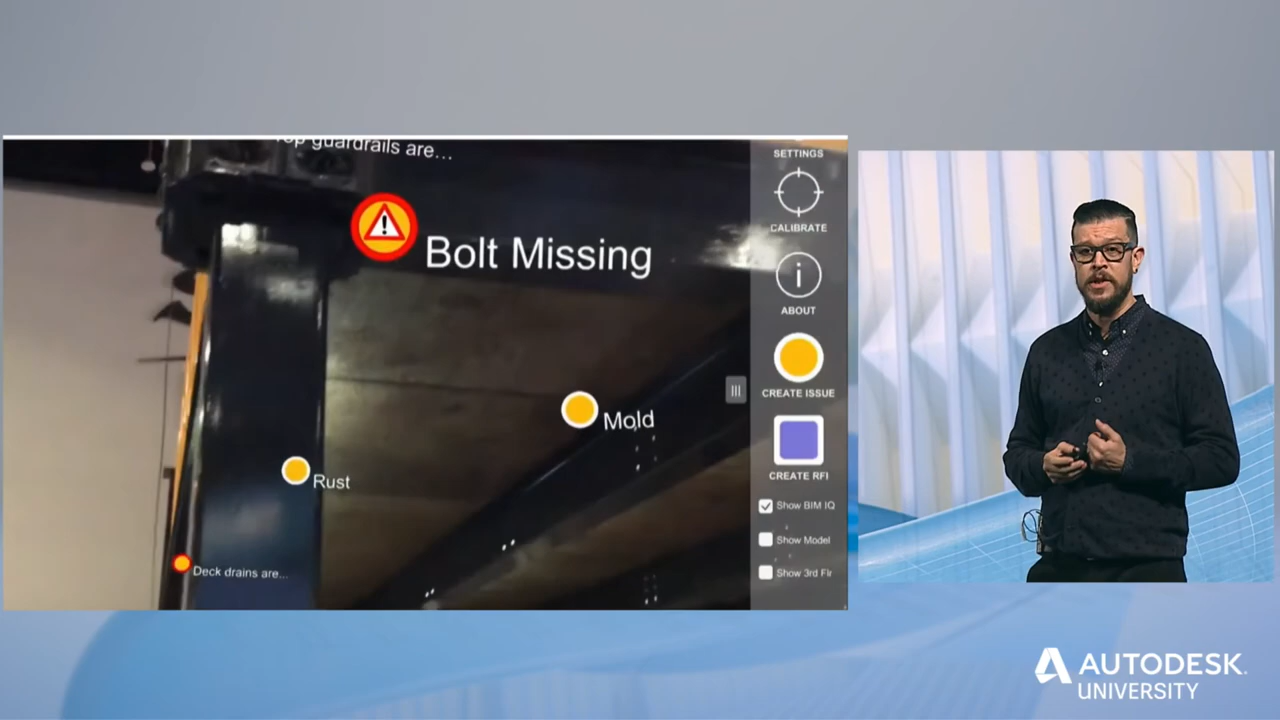 Top guardrails are...
Bolt Missing
Mold
Rust
Deck drains are...
SETTINGS
CALIBRATE
ABOUT
CREATE ISSUE
CREATE RFI
Show BIM IQ
Show Model
Show 3rd Flr
AUTODESK.
UNIVERSITY